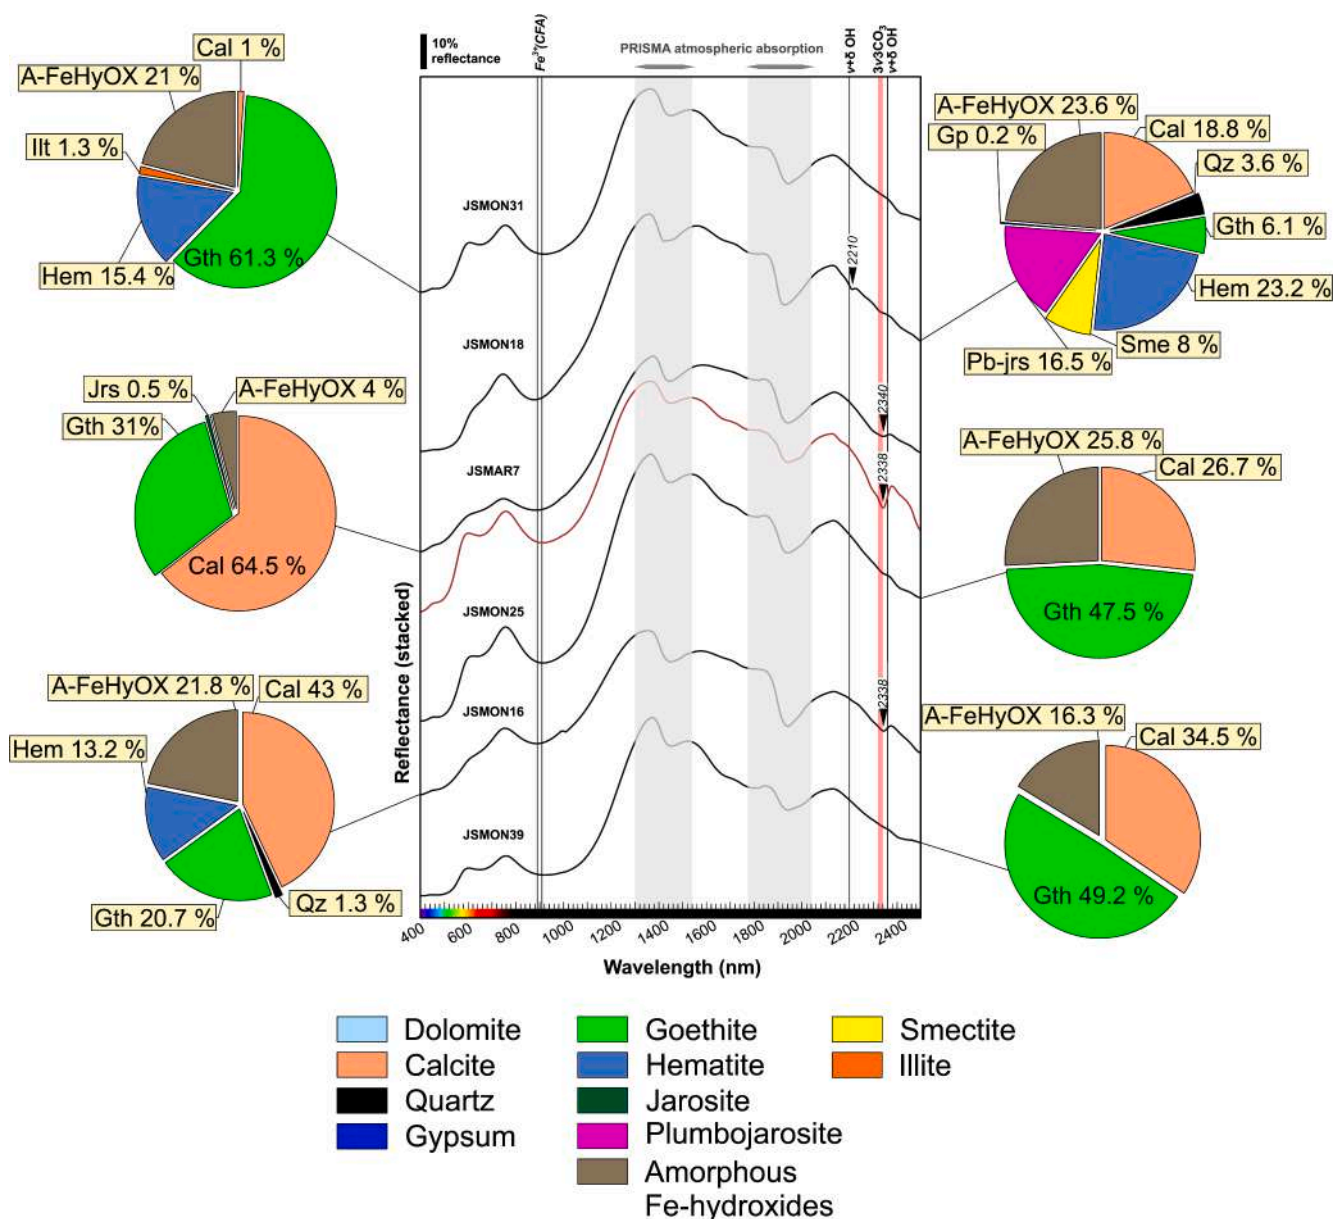 10%
reflectance
Fe³⁺(CFA)
PRISMA atmospheric absorption
ν+δ OH
3ν3CO₃
ν+δ OH
Cal 1 %
A-FeHyOX 21 %
Ilt 1.3 %
Hem 15.4 %
Gth 61.3 %
A-FeHyOX 23.6 %
Cal 18.8 %
Gp 0.2 %
Qz 3.6 %
Gth 6.1 %
Hem 23.2 %
Sme 8 %
Pb-jrs 16.5 %
Jrs 0.5 %
A-FeHyOX 4 %
Gth 31%
Cal 64.5 %
A-FeHyOX 25.8 %
Cal 26.7 %
Gth 47.5 %
A-FeHyOX 21.8 %
Cal 43 %
Hem 13.2 %
Gth 20.7 %
Qz 1.3 %
A-FeHyOX 16.3 %
Cal 34.5 %
Gth 49.2 %
JSMON31
JSMON18
JSMAR7
JSMON25
JSMON16
JSMON39
2210
2340
2338
2338
Reflectance (stacked)
400 600 800 1000 1200 1400 1600 1800 2000 2200 2400
Wavelength (nm)
Dolomite
Calcite
Quartz
Gypsum
Goethite
Hematite
Jarosite
Plumbojarosite
Amorphous
Fe-hydroxides
Smectite
Illite